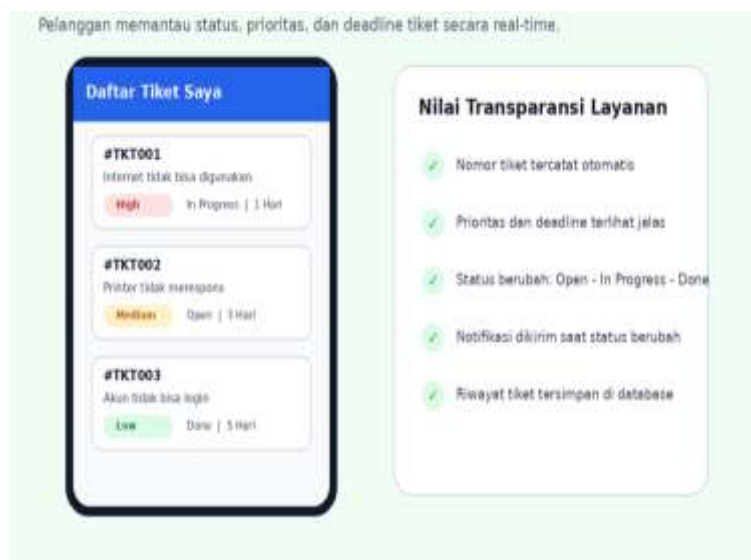 Pelanggan memantau status, prioritas, dan deadline tiket secara real-time.
Daftar Tiket Saya
#TKT001
Internet tidak bisa digunakan
High In Progress | 1 Hari
#TKT002
Printer tidak merespons
Medium Open | 3 Hari
#TKT003
Akun tidak bisa login
Low Done | 5 Hari
Nilai Transparansi Layanan
✓ Nomor tiket tercatat otomatis
✓ Prioritas dan deadline terlihat jelas
✓ Status berubah: Open - In Progress - Done
✓ Notifikasi dikirim saat status berubah
✓ Riwayat tiket tersimpan di database